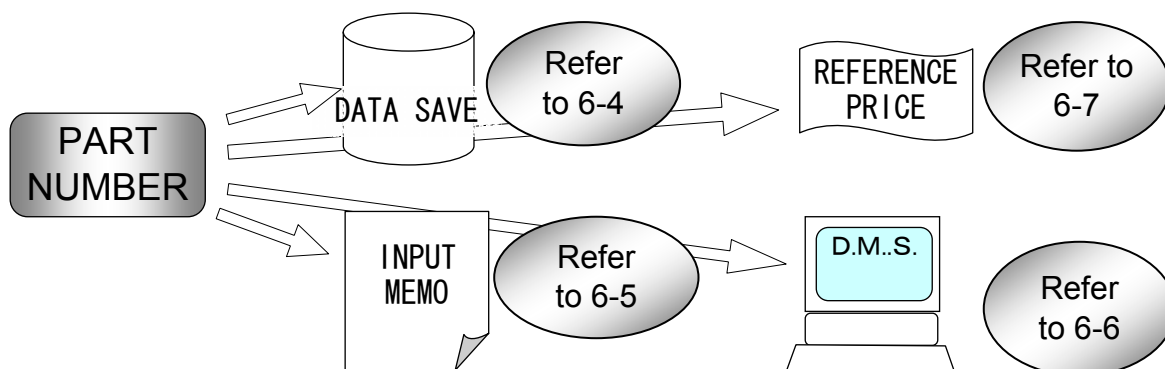 PART
NUMBER
DATA SAVE
Refer
to 6-4
REFERENCE
PRICE
Refer to
6-7
INPUT
MEMO
Refer
to 6-5
D.M..S.
Refer
to 6-6